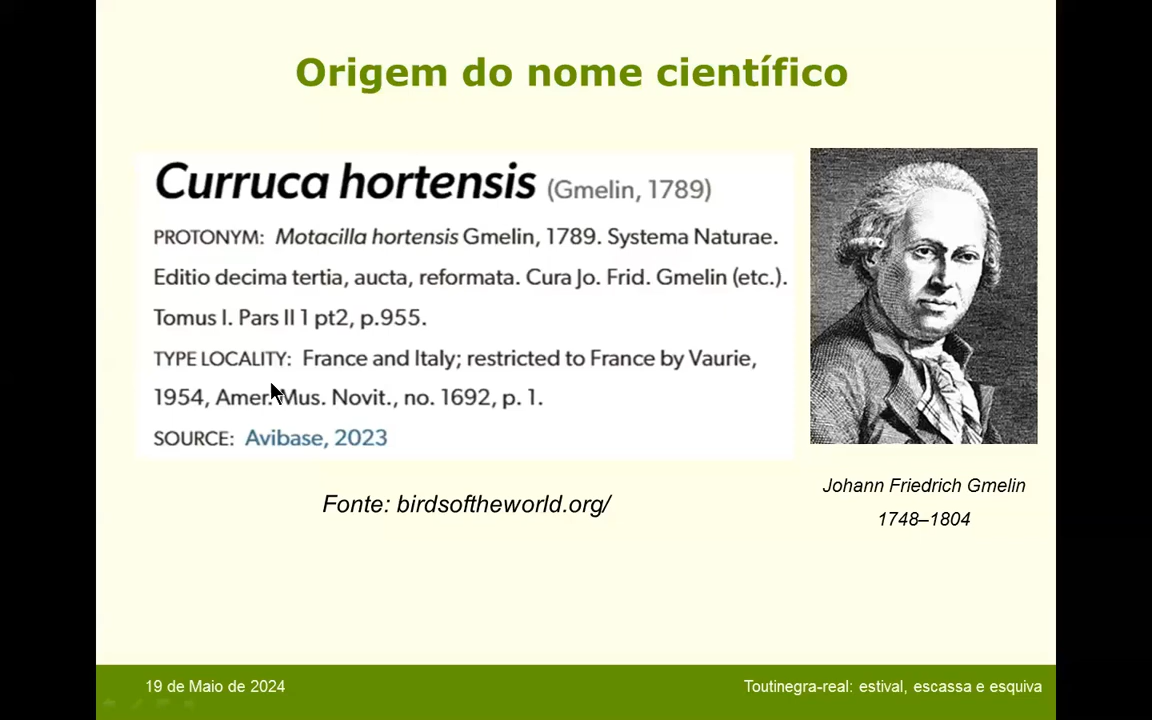 Origem do nome científico
Curruca hortensis (Gmelin, 1789)
PROTONYM: Motacilla hortensis Gmelin, 1789. Systema Naturae.
Editio decima tertia, aucta, reformata. Cura Jo. Frid. Gmelin (etc.).
Tomus I. Pars II 1 pt2, p.955.
TYPE LOCALITY: France and Italy; restricted to France by Vaurie,
1954, Amer. Mus. Novit., no. 1692, p. 1.
SOURCE: Avibase, 2023
Fonte: birdsoftheworld.org/
Johann Friedrich Gmelin
1748–1804
19 de Maio de 2024
Toutinegra-real: estival, escassa e esquiva